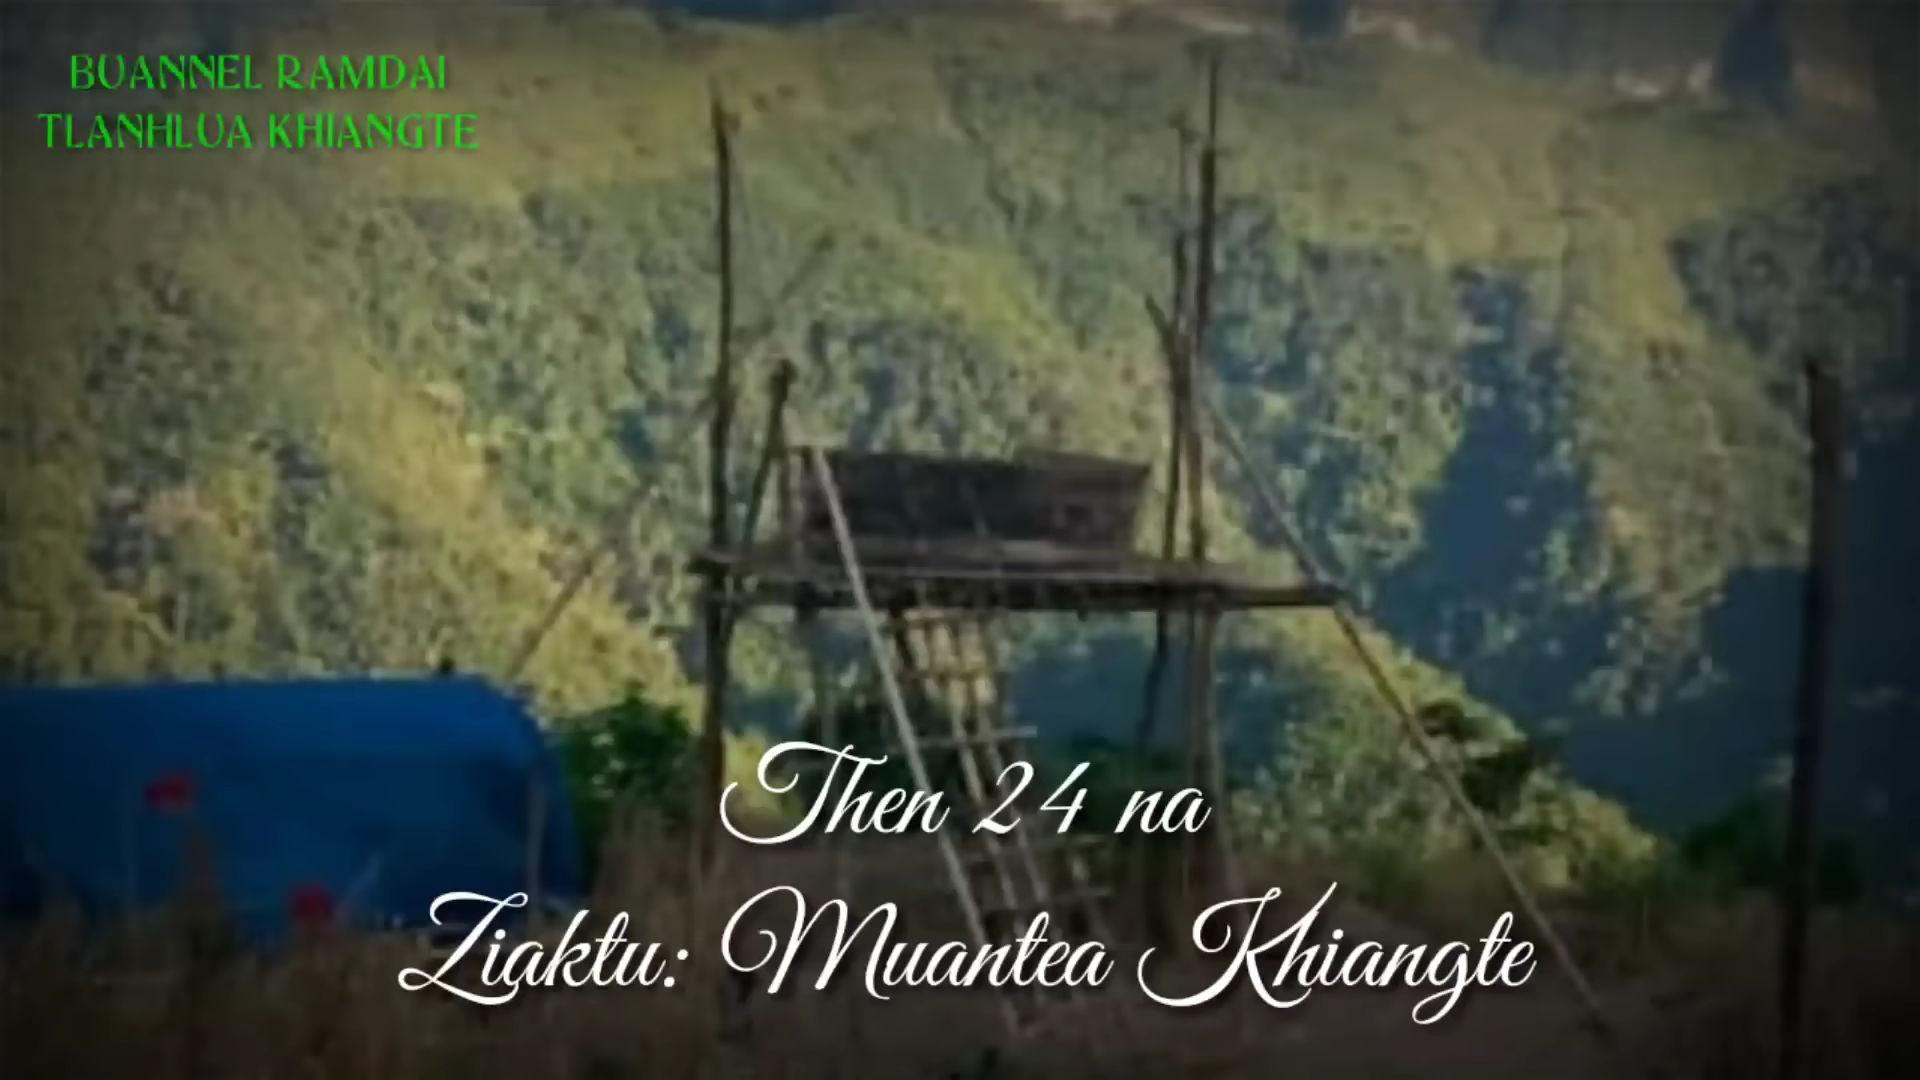 BUANNEL RAMDAI
TLANHLUA KHIANGTE
Then 24 na
Ziaktu: Muantea Khiangte